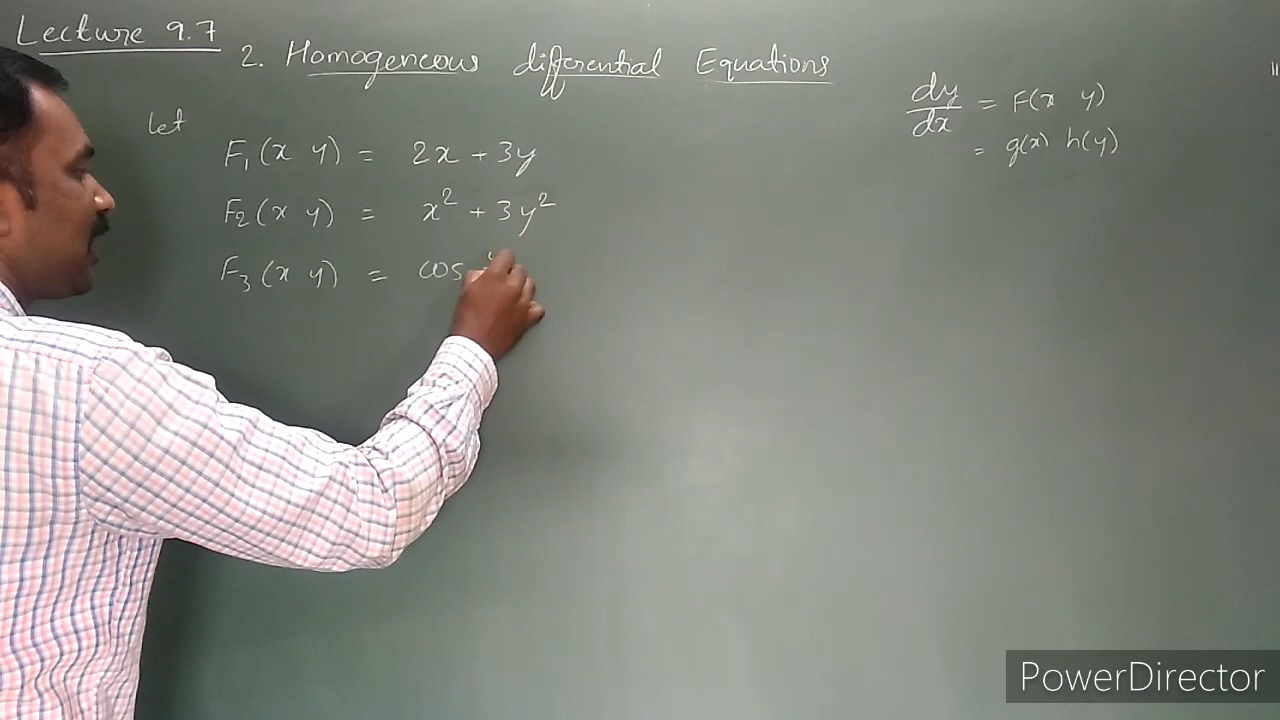 Lecture 9.7
2. Homogeneous differential Equations
dy/dx = F(x y)
= g(x) h(y)
let
F₁(x y) = 2x + 3y
F₂(x y) = x² + 3y²
F₃(x y) = cos
PowerDirector